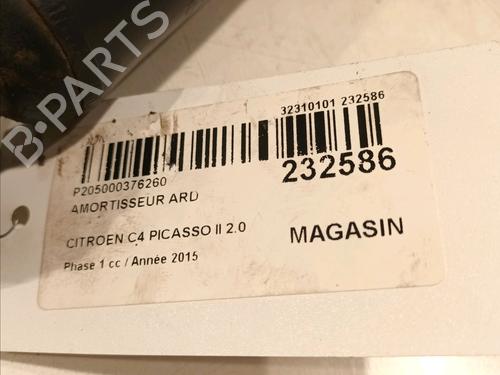 B-PARTS
32310101 232586
P205000376260
232586
AMORTISSEUR ARD
CITROEN C4 PICASSO II 2.0
MAGASIN
Phase 1 cc / Année 2015